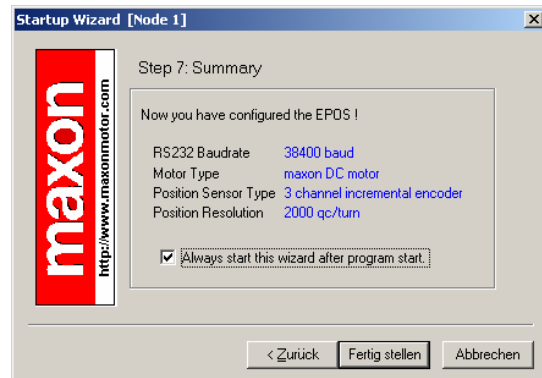 Startup Wizard [Node 1]
maxon
http://www.maxonmotor.com
Step 7: Summary
Now you have configured the EPOS !
RS232 Baudrate 38400 baud
Motor Type maxon DC motor
Position Sensor Type 3 channel incremental encoder
Position Resolution 2000 qc/turn
Always start this wizard after program start.
< Zurück Fertig stellen Abbrechen